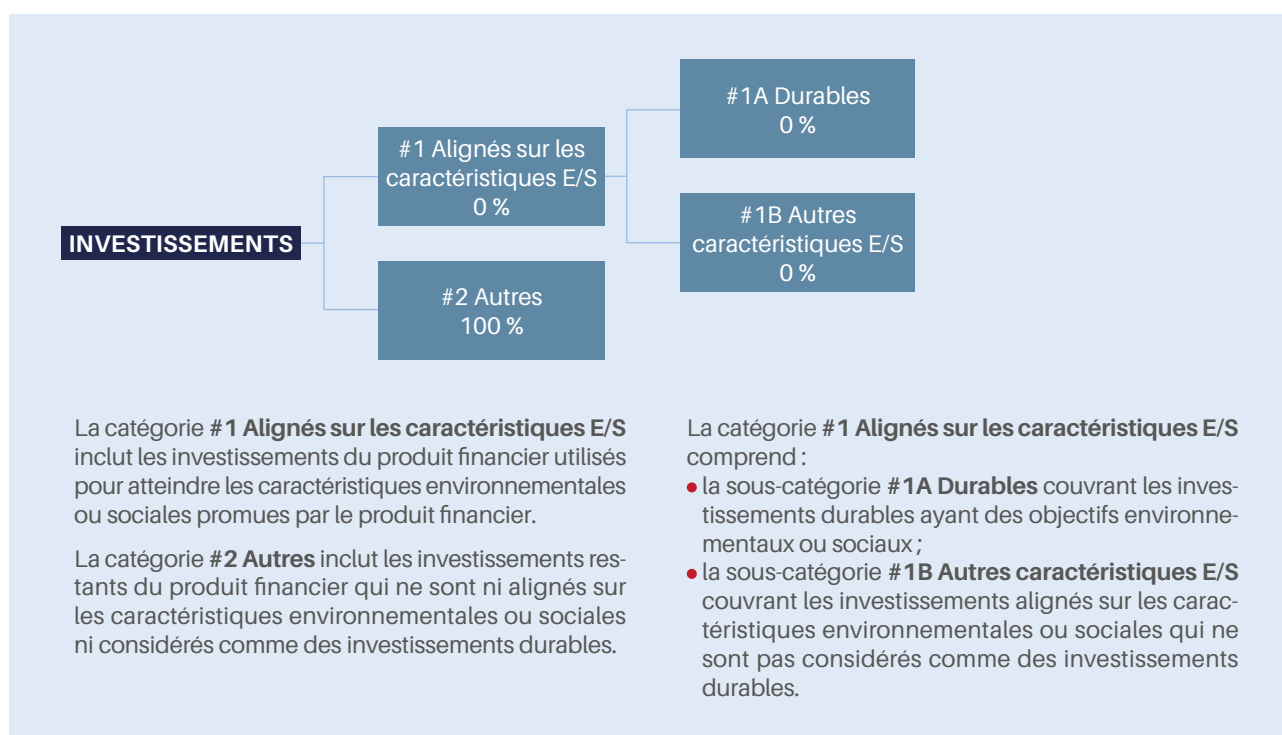 #1A Durables
0 %
#1 Alignés sur les
caractéristiques E/S
0 %
#1B Autres
caractéristiques E/S
0 %
INVESTISSEMENTS
#2 Autres
100 %
La catégorie #1 Alignés sur les caractéristiques E/S
inclut les investissements du produit financier utilisés
pour atteindre les caractéristiques environnementales
ou sociales promues par le produit financier.
La catégorie #2 Autres inclut les investissements res-
tants du produit financier qui ne sont ni alignés sur
les caractéristiques environnementales ou sociales
ni considérés comme des investissements durables.
La catégorie #1 Alignés sur les caractéristiques E/S
comprend :
• la sous-catégorie #1A Durables couvrant les inves-
tissements durables ayant des objectifs environne-
mentaux ou sociaux ;
• la sous-catégorie #1B Autres caractéristiques E/S
couvrant les investissements alignés sur les carac-
téristiques environnementales ou sociales qui ne
sont pas considérés comme des investissements
durables.